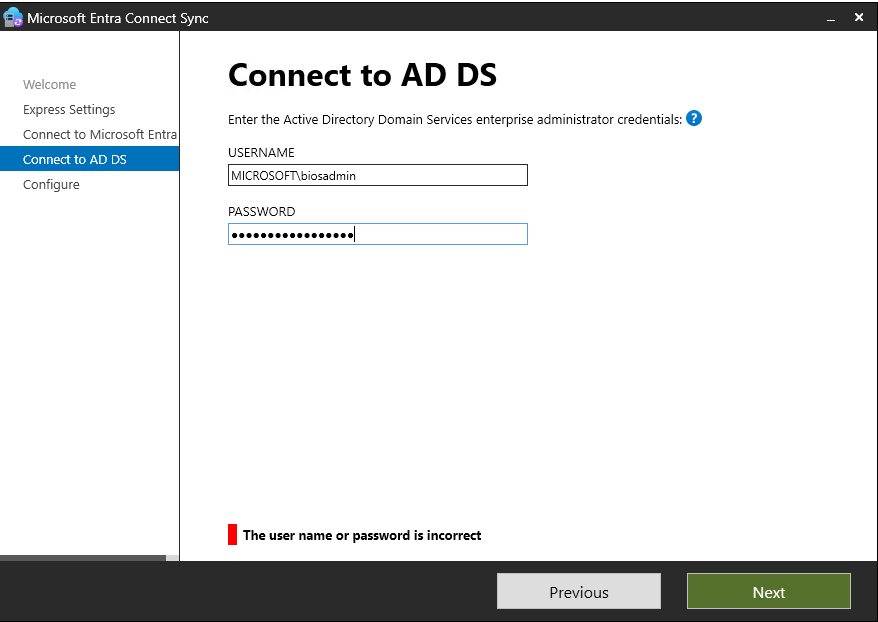 Microsoft Entra Connect Sync
Welcome
Express Settings
Connect to Microsoft Entra
Connect to AD DS
Configure
Connect to AD DS
Enter the Active Directory Domain Services enterprise administrator credentials: ?
USERNAME
MICROSOFT\biosadmin
PASSWORD
•••••••••••••••••
The user name or password is incorrect
Previous
Next